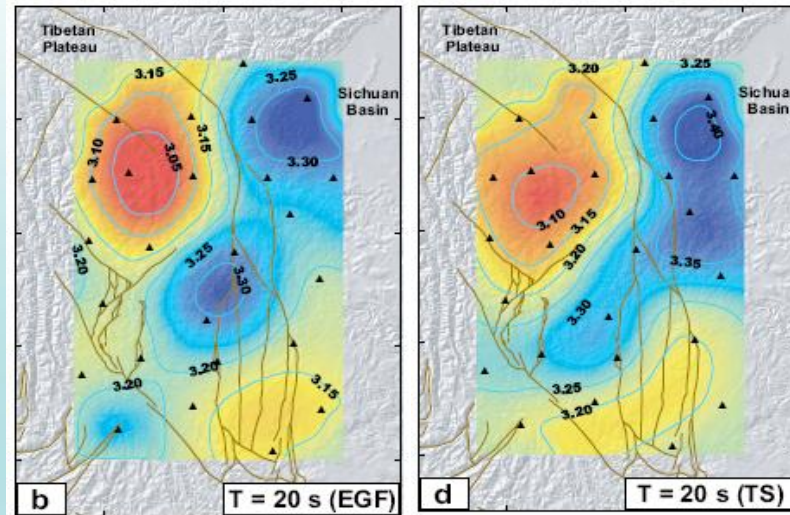 Tibetan
Plateau
3.15
3.25
Sichuan
Basin
3.10
3.05
3.15
3.30
3.20
3.25
3.30
3.20
3.20
3.15
b
T = 20 s (EGF)
Tibetan
Plateau
3.20
3.25
Sichuan
Basin
3.40
3.10
3.15
3.20
3.35
3.30
3.25
3.20
d
T = 20 s (TS)